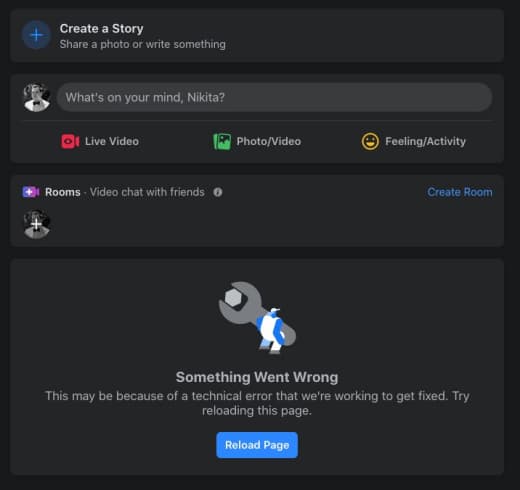 Create a Story
Share a photo or write something
What's on your mind, Nikita?
Live Video
Photo/Video
Feeling/Activity
Rooms · Video chat with friends
Create Room
Something Went Wrong
This may be because of a technical error that we're working to get fixed. Try
reloading this page.
Reload Page